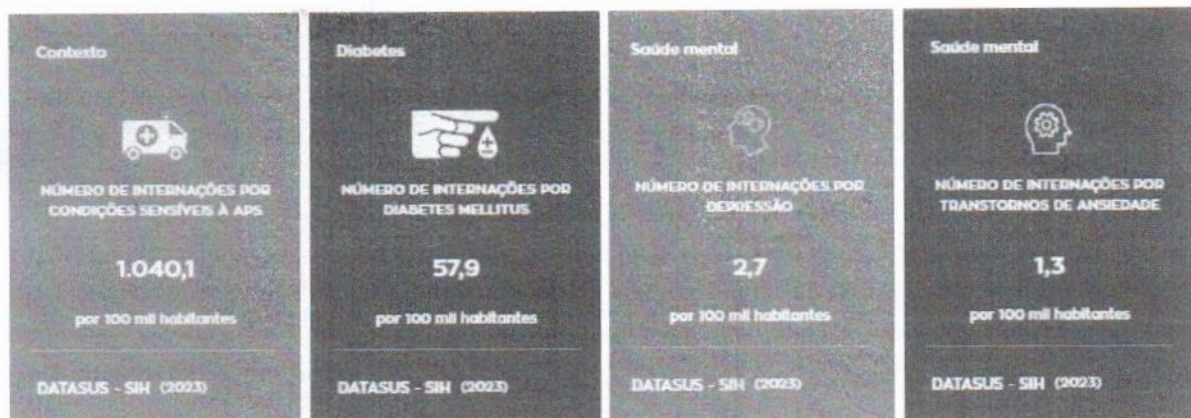 Contexto
NÚMERO DE INTERNAÇÕES POR
CONDIÇÕES SENSÍVEIS À APS
1.040,1
por 100 mil habitantes
DATASUS - SIH (2023)
Diabetes
NÚMERO DE INTERNAÇÕES POR
DIABETES MELLITUS
57,9
por 100 mil habitantes
DATASUS - SIH (2023)
Saúde mental
NÚMERO DE INTERNAÇÕES POR
DEPRESSÃO
2,7
por 100 mil habitantes
DATASUS - SIH (2023)
Saúde mental
NÚMERO DE INTERNAÇÕES POR
TRANSTORNOS DE ANSIEDADE
1,3
por 100 mil habitantes
DATASUS - SIH (2023)